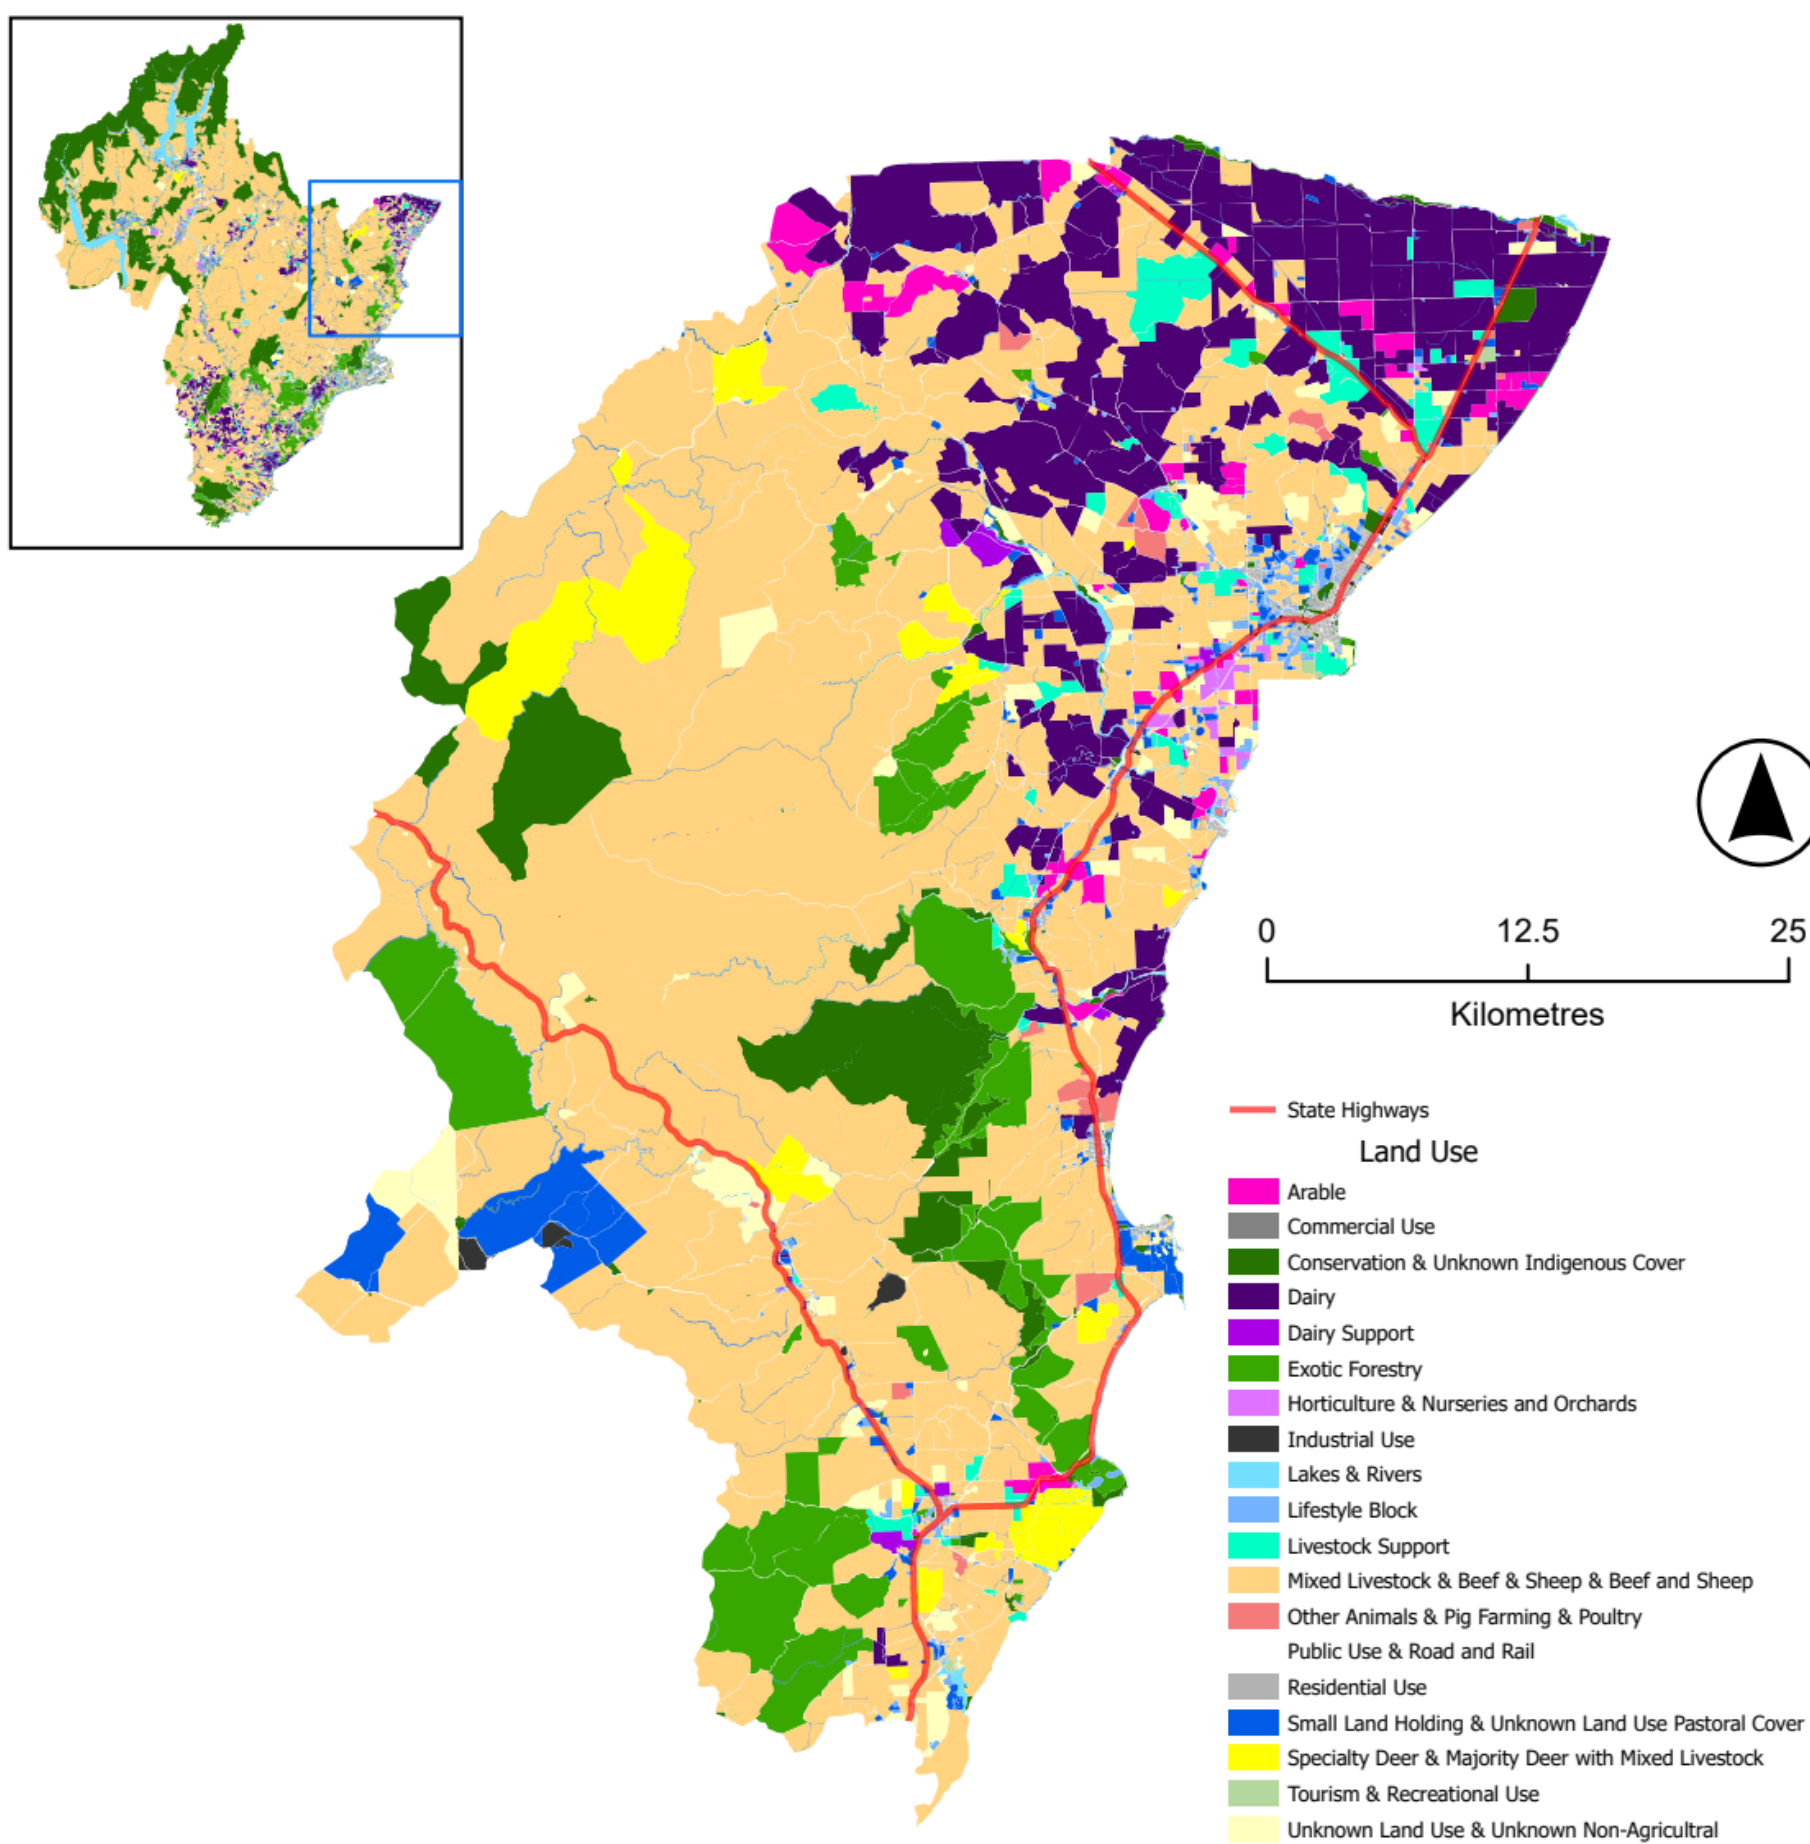 0 12.5 25
Kilometres
State Highways
Land Use
Arable
Commercial Use
Conservation & Unknown Indigenous Cover
Dairy
Dairy Support
Exotic Forestry
Horticulture & Nurseries and Orchards
Industrial Use
Lakes & Rivers
Lifestyle Block
Livestock Support
Mixed Livestock & Beef & Sheep & Beef and Sheep
Other Animals & Pig Farming & Poultry
Public Use & Road and Rail
Residential Use
Small Land Holding & Unknown Land Use Pastoral Cover
Specialty Deer & Majority Deer with Mixed Livestock
Tourism & Recreational Use
Unknown Land Use & Unknown Non-Agricultral